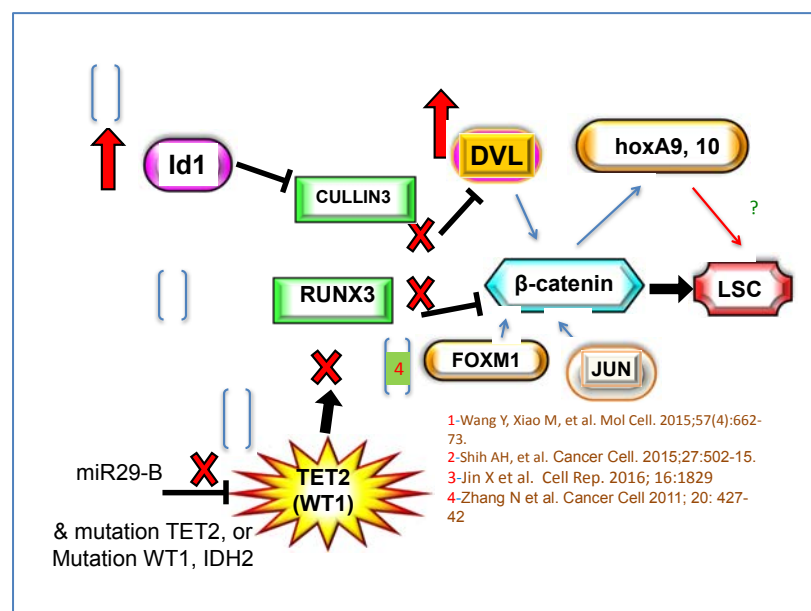 hoxA9, 10
DVL
Id1
CULLIN3
?
RUNX3
β-catenin
LSC
4
FOXM1
JUN
1-Wang Y, Xiao M, et al. Mol Cell. 2015;57(4):662-
73.
2-Shih AH, et al. Cancer Cell. 2015;27:502-15.
3-Jin X et al. Cell Rep. 2016; 16:1829
4-Zhang N et al. Cancer Cell 2011; 20: 427-
42
miR29-B
TET2
(WT1)
& mutation TET2, or
Mutation WT1, IDH2